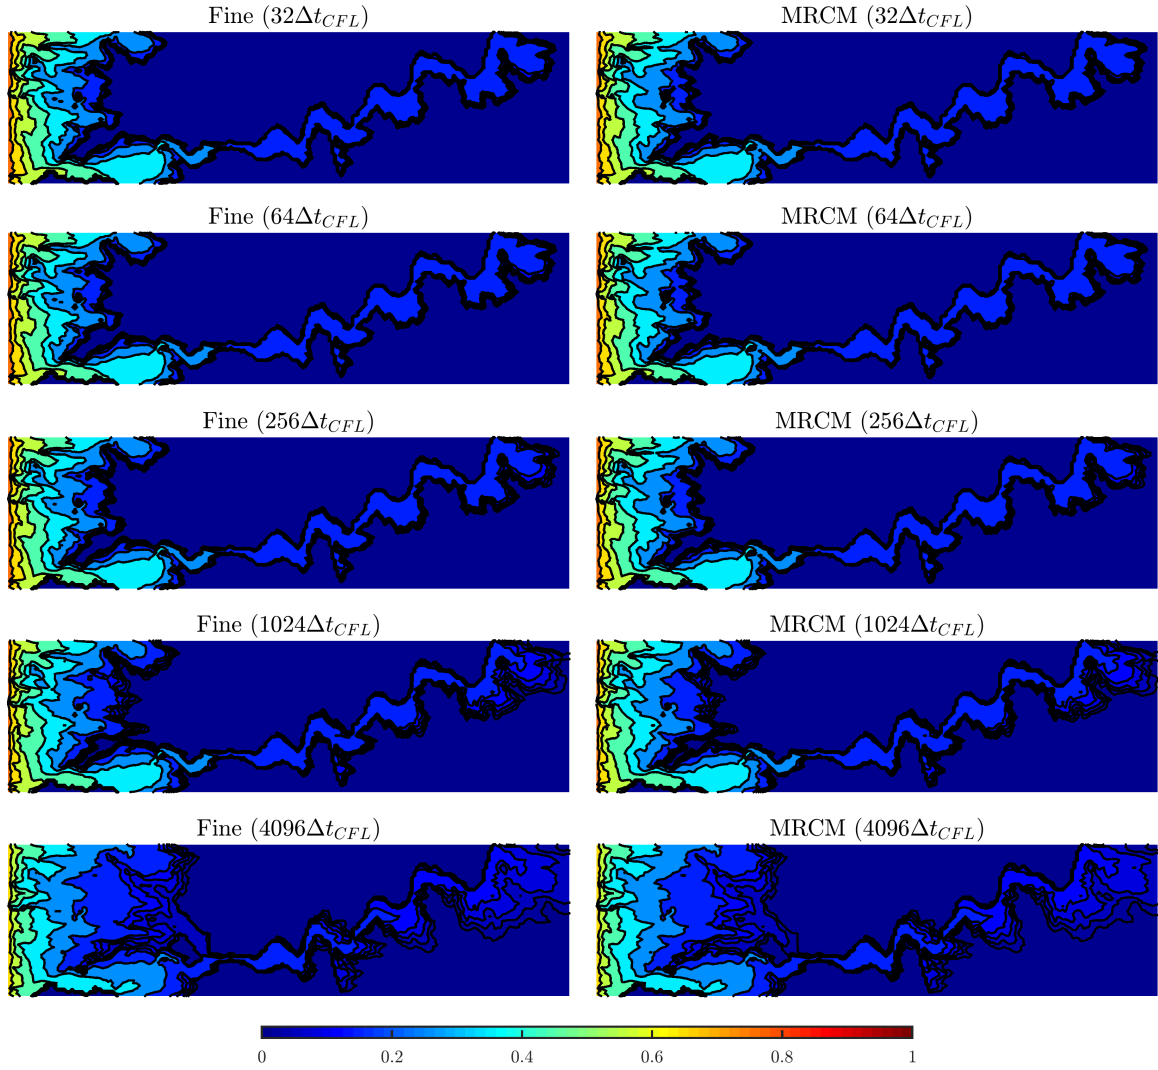 Fine (32Δt_{CFL})
MRCM (32Δt_{CFL})
Fine (64Δt_{CFL})
MRCM (64Δt_{CFL})
Fine (256Δt_{CFL})
MRCM (256Δt_{CFL})
Fine (1024Δt_{CFL})
MRCM (1024Δt_{CFL})
Fine (4096Δt_{CFL})
MRCM (4096Δt_{CFL})
0 0.2 0.4 0.6 0.8 1